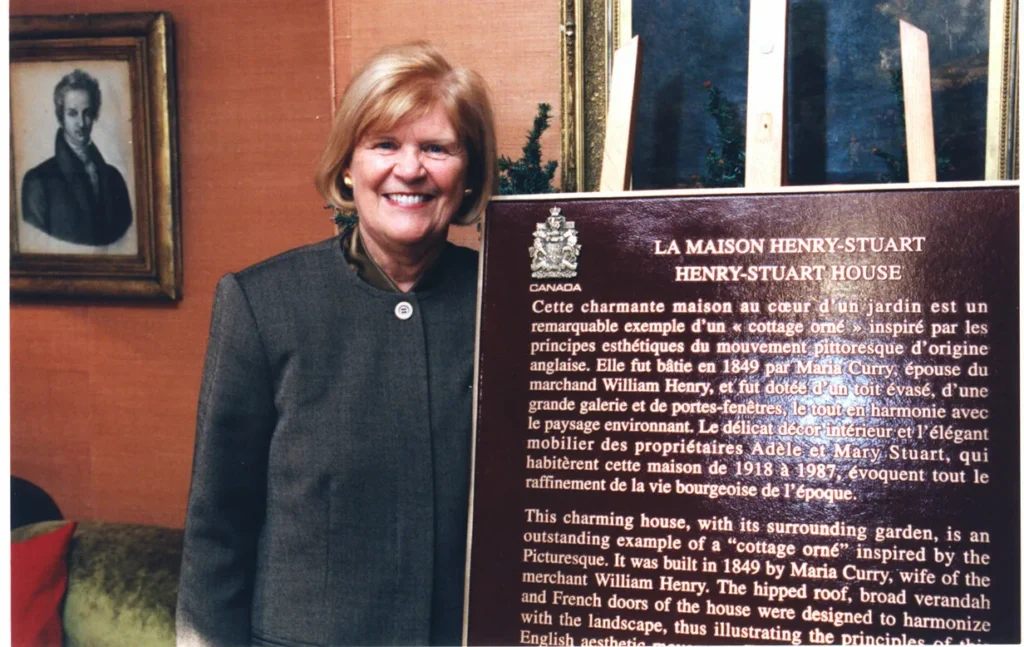 CANADA
LA MAISON HENRY-STUART
HENRY-STUART HOUSE
Cette charmante maison au cœur d'un jardin est un
remarquable exemple d'un « cottage orné » inspiré par les
principes esthétiques du mouvement pittoresque d'origine
anglaise. Elle fut bâtie en 1849 par Maria Curry, épouse du
marchand William Henry, et fut dotée d'un toit évasé, d'une
grande galerie et de portes-fenêtres, le tout en harmonie avec
le paysage environnant. Le délicat décor intérieur et l'élégant
mobilier des propriétaires Adèle et Mary Stuart, qui
habitèrent cette maison de 1918 à 1987, évoquent tout le
raffinement de la vie bourgeoise de l'époque.
This charming house, with its surrounding garden, is an
outstanding example of a "cottage orné" inspired by the
Picturesque. It was built in 1849 by Maria Curry, wife of the
merchant William Henry. The hipped roof, broad verandah
and French doors of the house were designed to harmonize
with the landscape, thus illustrating the principles of this
English aesthetic